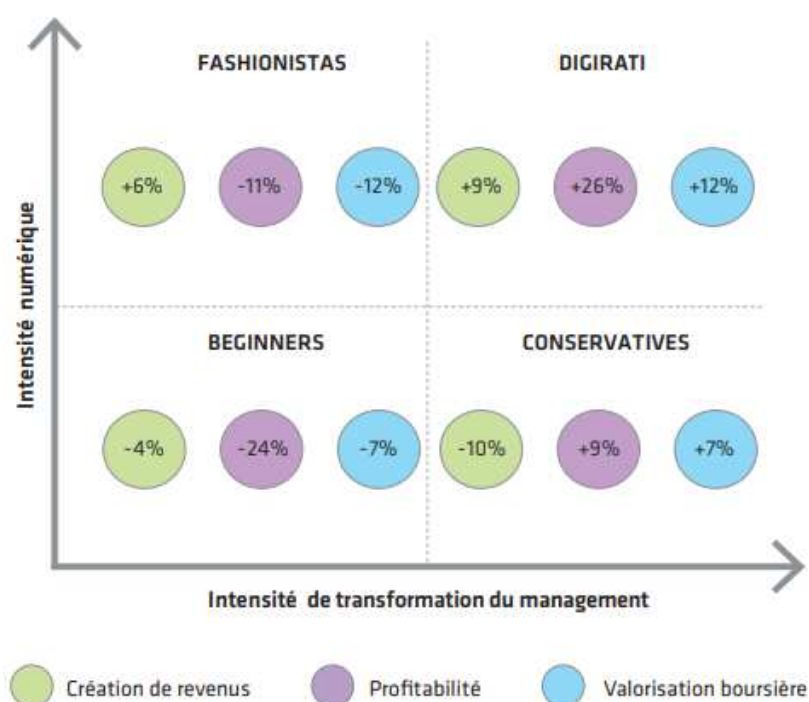 FASHIONISTAS
DIGIRATI
+6%
-11%
-12%
+9%
+26%
+12%
Intensité numérique
BEGINNERS
CONSERVATIVES
-4%
-24%
-7%
-10%
+9%
+7%
Intensité de transformation du management
Création de revenus
Profitabilité
Valorisation boursière